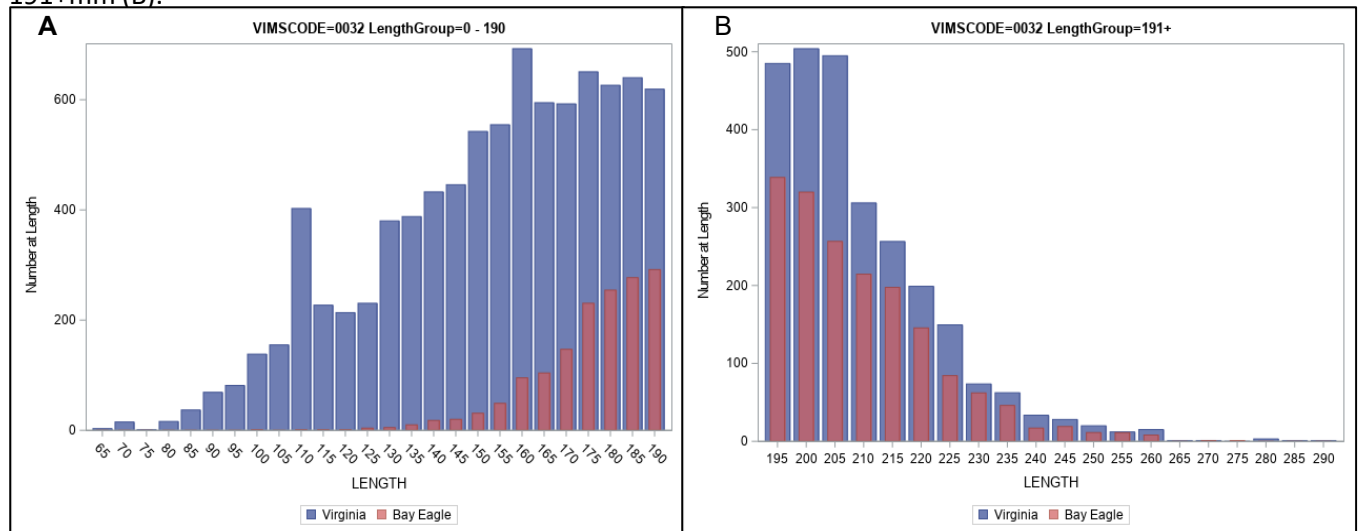 191+mm (B).
A
VIMSCODE=0032 LengthGroup=0 - 190
Number at Length
600
400
200
0
65 70 75 80 85 90 95 100 105 110 115 120 125 130 135 140 145 150 155 160 165 170 175 180 185 190
LENGTH
Virginia Bay Eagle
B
VIMSCODE=0032 LengthGroup=191+
Number at Length
500
400
300
200
100
0
195 200 205 210 215 220 225 230 235 240 245 250 255 260 265 270 275 280 285 290
LENGTH
Virginia Bay Eagle